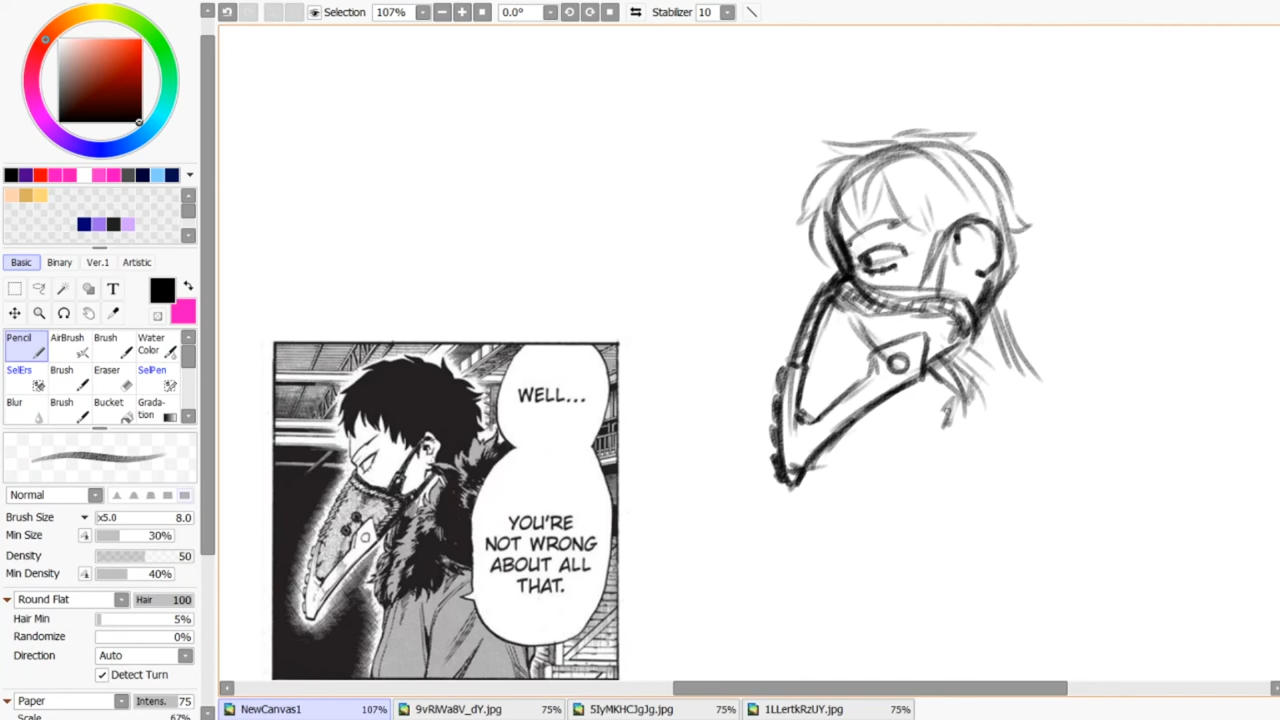 Selection 107% 0.0° Stabilizer 10
Basic Binary Ver.1 Artistic
T
Pencil AirBrush Brush Water Color
SelErs Brush Eraser SelPen
Blur Brush Bucket Gradation
Normal
Brush Size x5.0 8.0
Min Size 30%
Density 50
Min Density 40%
Round Flat Hair 100
Hair Min 5%
Randomize 0%
Direction Auto
Detect Turn
Paper Intens. 75
Scale 67%
WELL...
YOU'RE
NOT WRONG
ABOUT ALL
THAT.
NewCanvas1 107% 9vRiWa8V_dY.jpg 75% 5IyMKHCJgJg.jpg 75% 1LLertkRzUY.jpg 75%